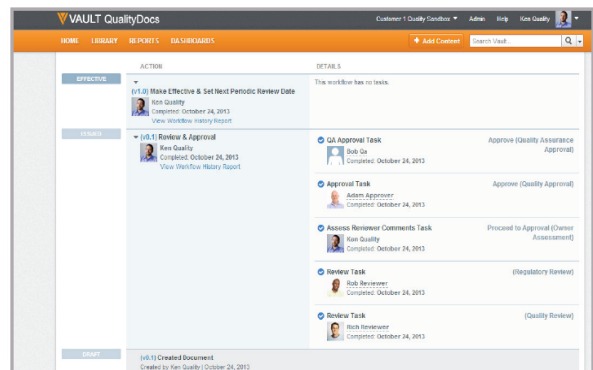 VAULT QualityDocs
Customer 1 Quality Sandbox Admin Help Ken Quality
HOME LIBRARY REPORTS DASHBOARDS
+ Add Content
Search Vault...
ACTION DETAILS
EFFECTIVE
(v1.0) Make Effective & Set Next Periodic Review Date
Ken Quality
Completed: October 24, 2013
View Workflow History Report
This workflow has no tasks.
(v0.1) Review & Approval
Ken Quality
Completed: October 24, 2013
View Workflow History Report
QA Approval Task
Bob Qa
Completed: October 24, 2013
Approve (Quality Assurance
Approval)
Approval Task
Adam Approver
Completed: October 24, 2013
Approve (Quality Approval)
Assess Reviewer Comments Task
Ken Quality
Completed: October 24, 2013
Proceed to Approval (Owner
Assessment)
Review Task
Rob Reviewer
Completed: October 24, 2013
(Regulatory Review)
Review Task
Rich Reviewer
Completed: October 24, 2013
(Quality Review)
DRAFT
(v0.1) Created Document
Created by Ken Quality | October 24, 2013